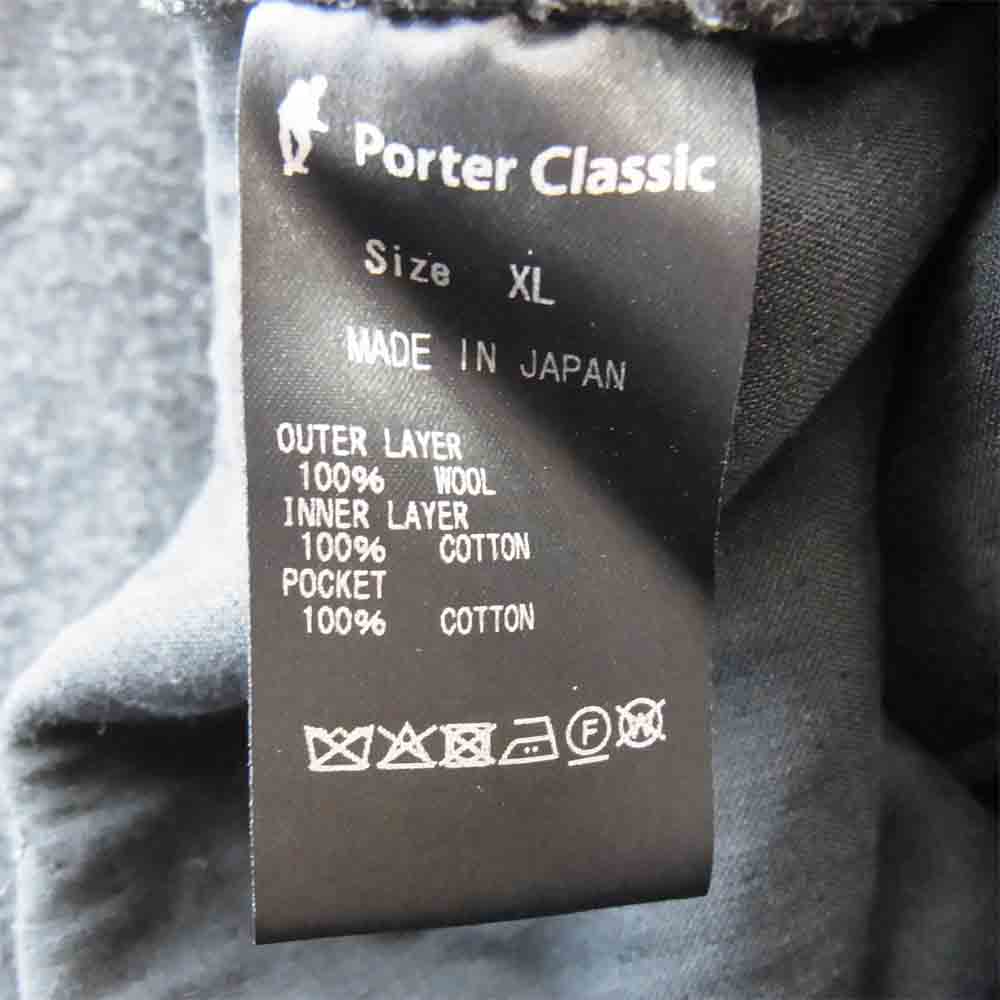 Porter Classic
Size XL
MADE IN JAPAN
OUTER LAYER
100% WOOL
INNER LAYER
100% COTTON
POCKET
100% COTTON
F W